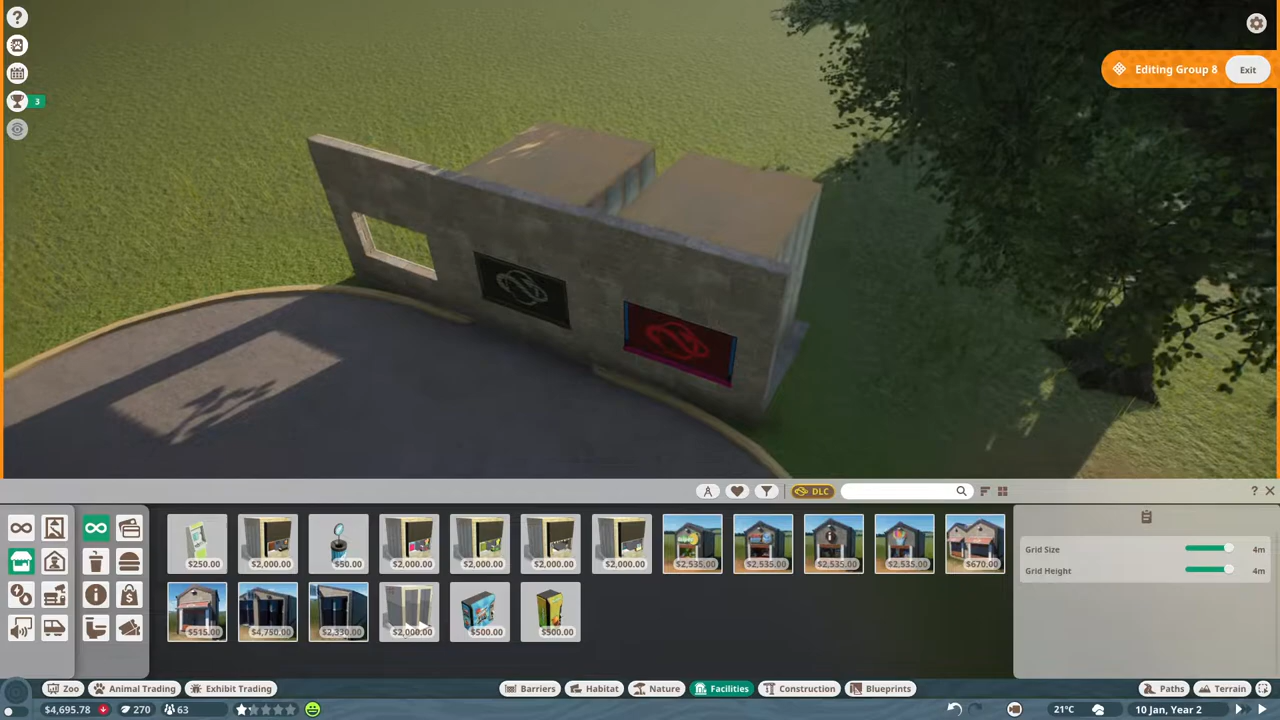 ?
Editing Group 8
Exit
3
DLC
? ×
$250.00
$2,000.00
$50.00
$2,000.00
$2,000.00
$2,000.00
$2,000.00
$2,535.00
$2,535.00
$2,535.00
$2,535.00
$670.00
$515.00
$4,750.00
$2,330.00
$2,000.00
$500.00
$500.00
Grid Size 4m
Grid Height 4m
Zoo
Animal Trading
Exhibit Trading
Barriers
Habitat
Nature
Facilities
Construction
Blueprints
Paths
Terrain
$4,695.78
270
63
21°C
10 Jan, Year 2